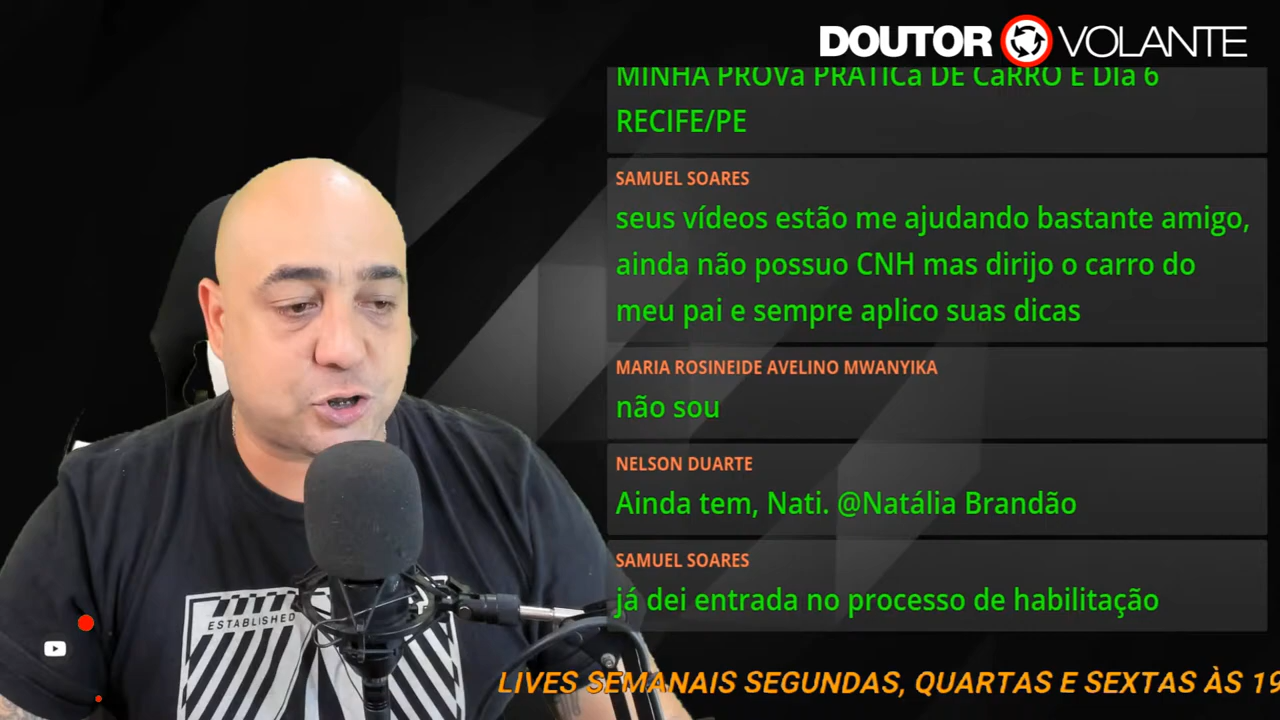 DOUTOR VOLANTE
MINHA PROVa PRATICa DE CaRRO E DIa 6
RECIFE/PE
SAMUEL SOARES
seus vídeos estão me ajudando bastante amigo,
ainda não possuo CNH mas dirijo o carro do
meu pai e sempre aplico suas dicas
MARIA ROSINEIDE AVELINO MWANYIKA
não sou
NELSON DUARTE
Ainda tem, Nati. @Natália Brandão
SAMUEL SOARES
já dei entrada no processo de habilitação
ESTABLISHED
LIVES SEMANAIS SEGUNDAS, QUARTAS E SEXTAS ÀS 19